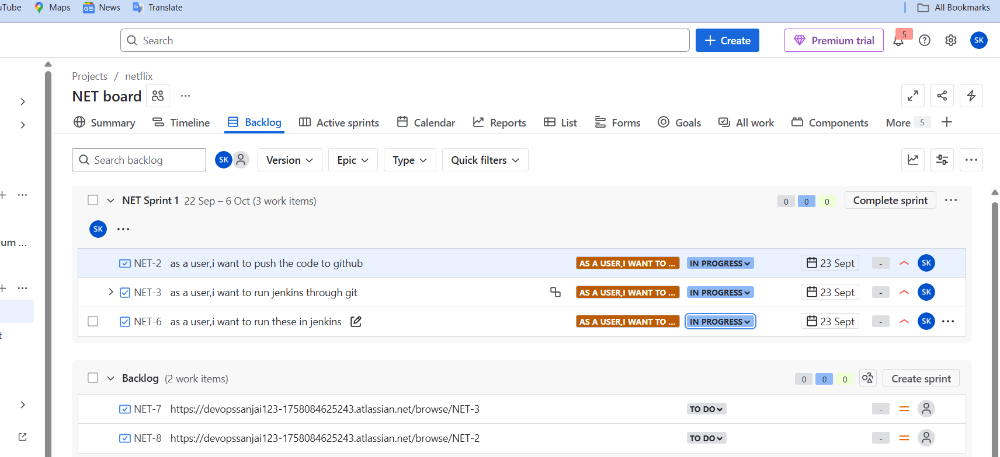 uTube Maps News Translate All Bookmarks
Search Create Premium trial 5 SK
Projects / netflix
NET board
Summary Timeline Backlog Active sprints Calendar Reports List Forms Goals All work Components More 5
Search backlog SK Version Epic Type Quick filters
NET Sprint 1 22 Sep – 6 Oct (3 work items) 0 0 0 Complete sprint
SK
um ...
NET-2 as a user,i want to push the code to github AS A USER,I WANT TO ... IN PROGRESS 23 Sept - SK
NET-3 as a user,i want to run jenkins through git AS A USER,I WANT TO ... IN PROGRESS 23 Sept - SK
NET-6 as a user,i want to run these in jenkins AS A USER,I WANT TO ... IN PROGRESS 23 Sept - SK
t
Backlog (2 work items) 0 0 0 Create sprint
NET-7 https://devopssanjai123-1758084625243.atlassian.net/browse/NET-3 TO DO -
NET-8 https://devopssanjai123-1758084625243.atlassian.net/browse/NET-2 TO DO -